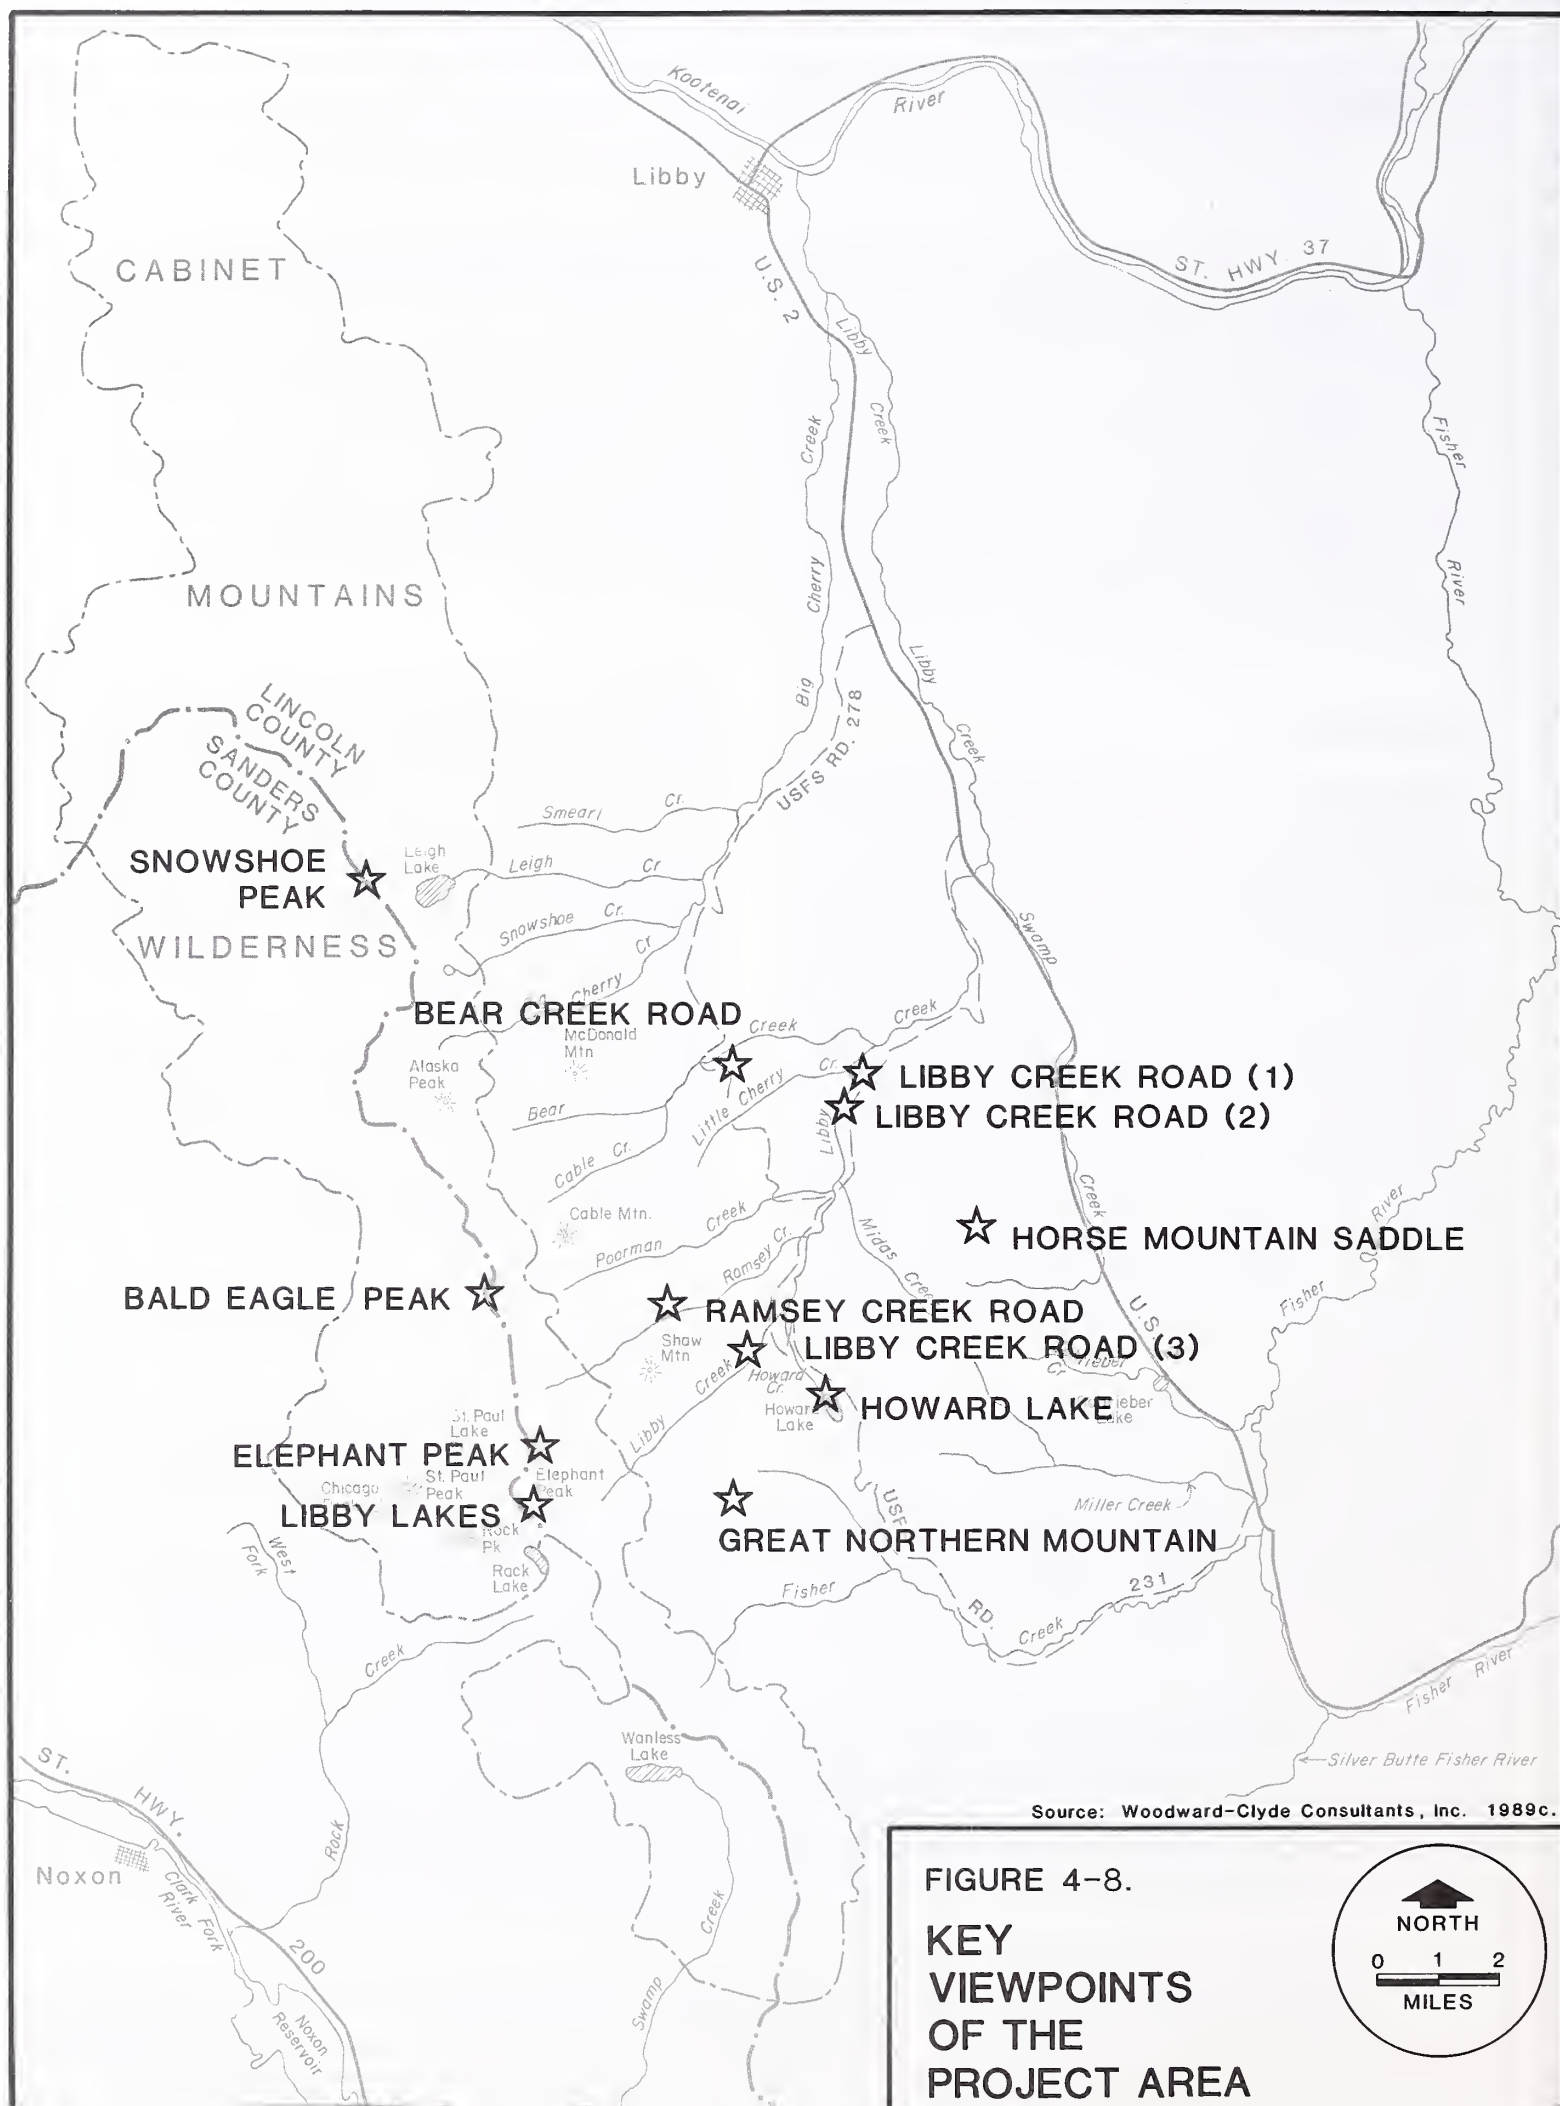 Kootenai
River
Libby
ST. HWY. 37
CABINET
U.S. 2
Libby
Creek
Creek
Cherry
Big
Fisher
River
MOUNTAINS
Libby
Creek
USFS RD. 278
LINCOLN
COUNTY
SANDERS
COUNTY
Cr.
SNOWSHOE
PEAK
Leigh
Lake
Leigh
Cr
Snowshoe
Cr.
Cr
Cherry
WILDERNESS
Swamp
BEAR CREEK ROAD
Creek
Creek
McDonald
Mtn
Alaska
Peak
Cr.
Little Cherry
LIBBY CREEK ROAD (1)
LIBBY CREEK ROAD (2)
Bear
Libby
Cable Cr.
Creek
Cable Mtn.
Creek
Poorman
Ramsey Cr.
Midas
River
HORSE MOUNTAIN SADDLE
BALD EAGLE PEAK
RAMSEY CREEK ROAD
U.S.
Fisher
Shaw
Mtn
LIBBY CREEK ROAD (3)
Creek
Howard
Cr.
Cr.
Howard
Lake
HOWARD LAKE
Libby
St. Paul
Lake
ELEPHANT PEAK
St. Paul
Peak
Elephant
Peak
Chicago
LIBBY LAKES
Rock
Pk
Rock
Lake
West
Fork
USF
Miller Creek
GREAT NORTHERN MOUNTAIN
Fisher
231
RD.
Creek
Creek
Fisher River
Wanless
Lake
Silver Butte Fisher River
ST.
HWY.
200
Rock
Noxon
Clark Fork
River
Noxon
Reservoir
Creek
Swamp
Source: Woodward-Clyde Consultants, Inc. 1989c.
FIGURE 4-8.
KEY
VIEWPOINTS
OF THE
PROJECT AREA
NORTH
0 1 2
MILES